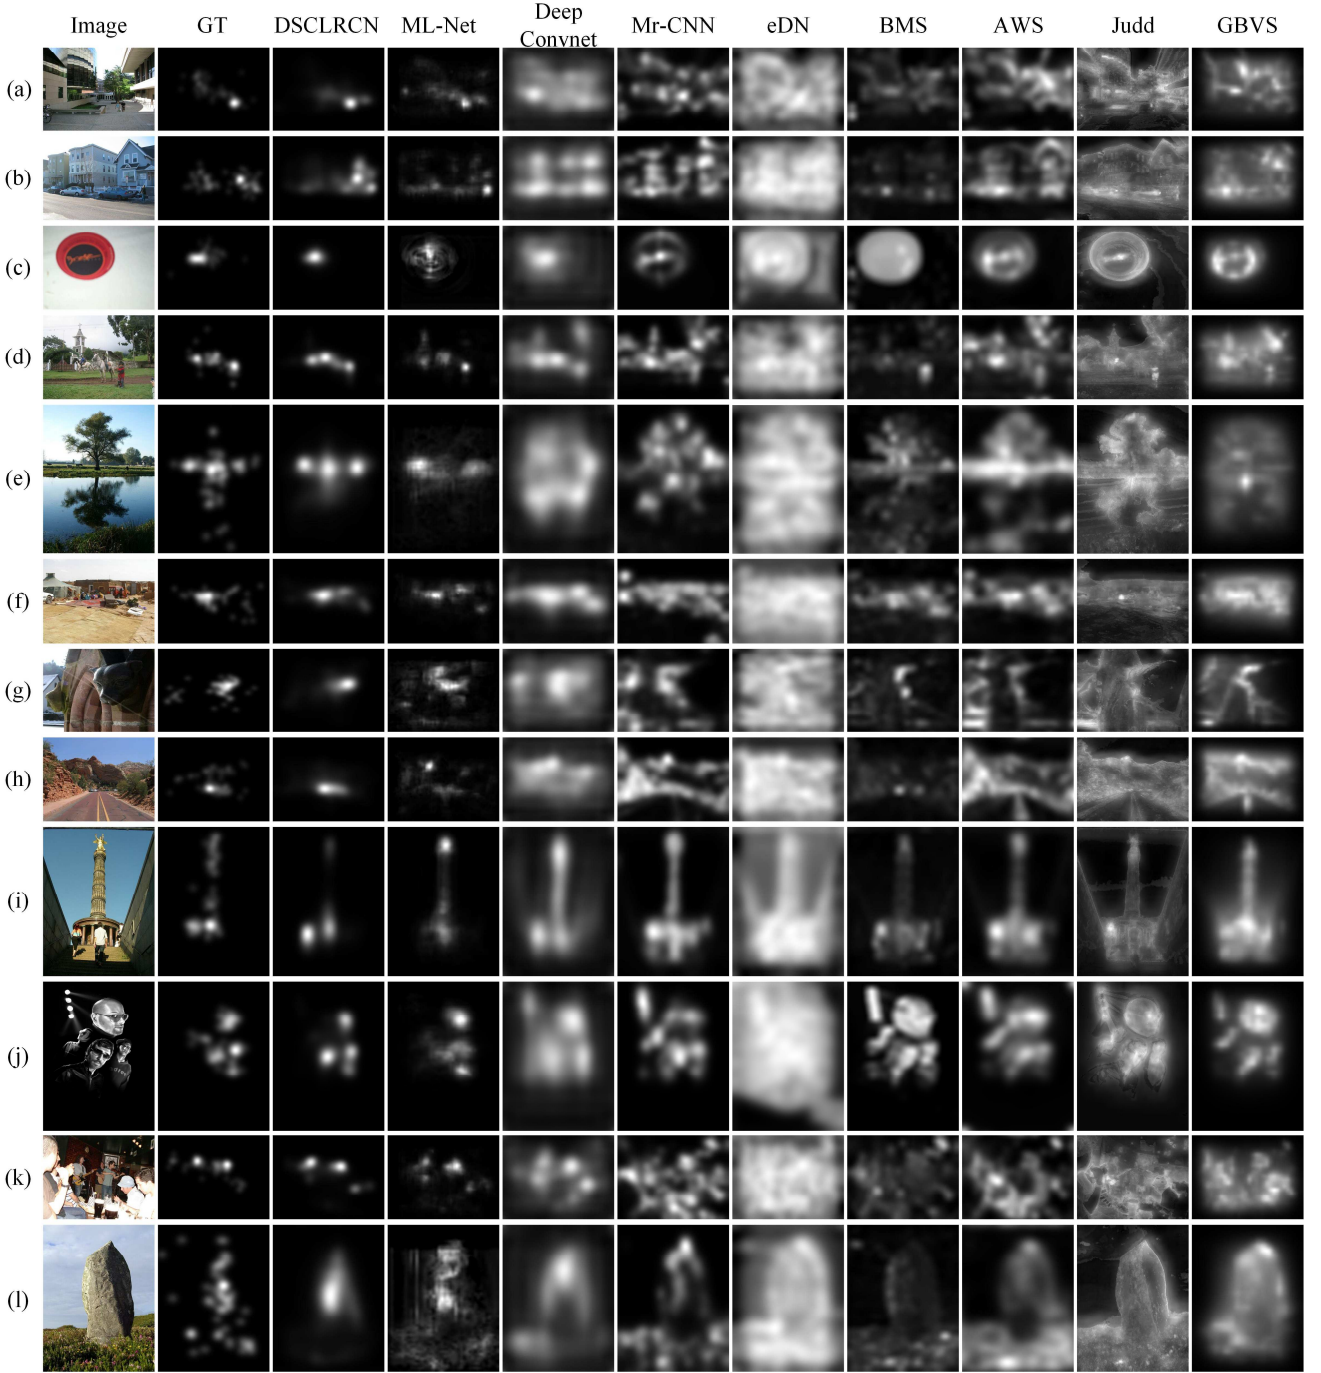 Image GT DSCLRCN ML-Net Deep Convnet Mr-CNN eDN BMS AWS Judd GBVS
(a)
(b)
(c)
(d)
(e)
(f)
(g)
(h)
(i)
(j)
(k)
(l)